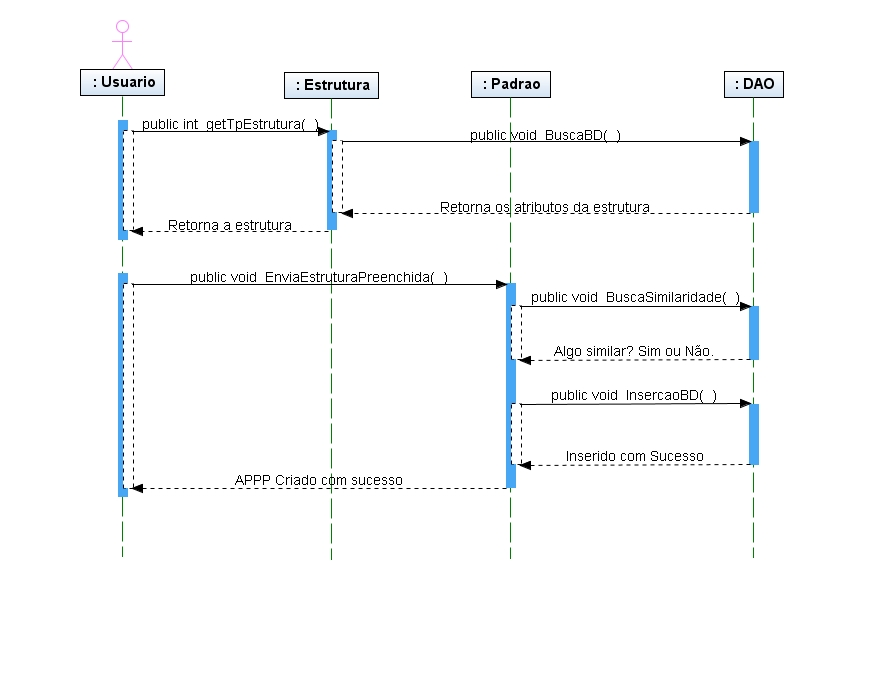 : Usuario
: Estrutura
: Padrao
: DAO
public int getTpEstrutura( )
public void BuscaBD( )
Retorna os atributos da estrutura
Retorna a estrutura
public void EnviaEstruturaPreenchida( )
public void BuscaSimilaridade( )
Algo similar? Sim ou Não.
public void InsercaoBD( )
Inserido com Sucesso
APPP Criado com sucesso